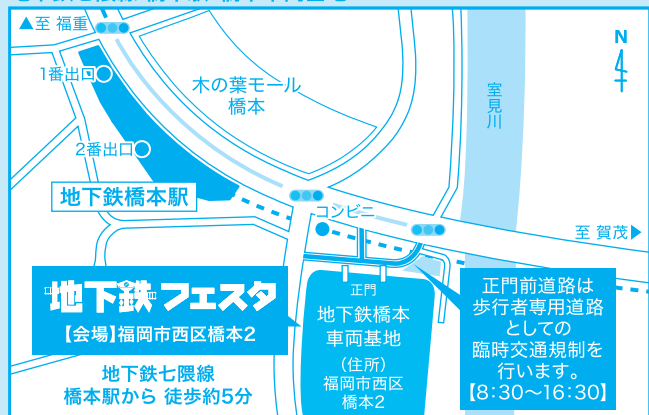 ▲至 福重
1番出口
木の葉モール
橋本
2番出口
地下鉄橋本駅
N
室見川
コンビニ
至 賀茂▶
地下鉄フェスタ
【会場】福岡市西区橋本2
地下鉄七隈線
橋本駅から 徒歩約5分
正門
地下鉄橋本
車両基地
（住所）
福岡市西区
橋本2
正門前道路は
歩行者専用道路
としての
臨時交通規制を
行います。
【8:30〜16:30】